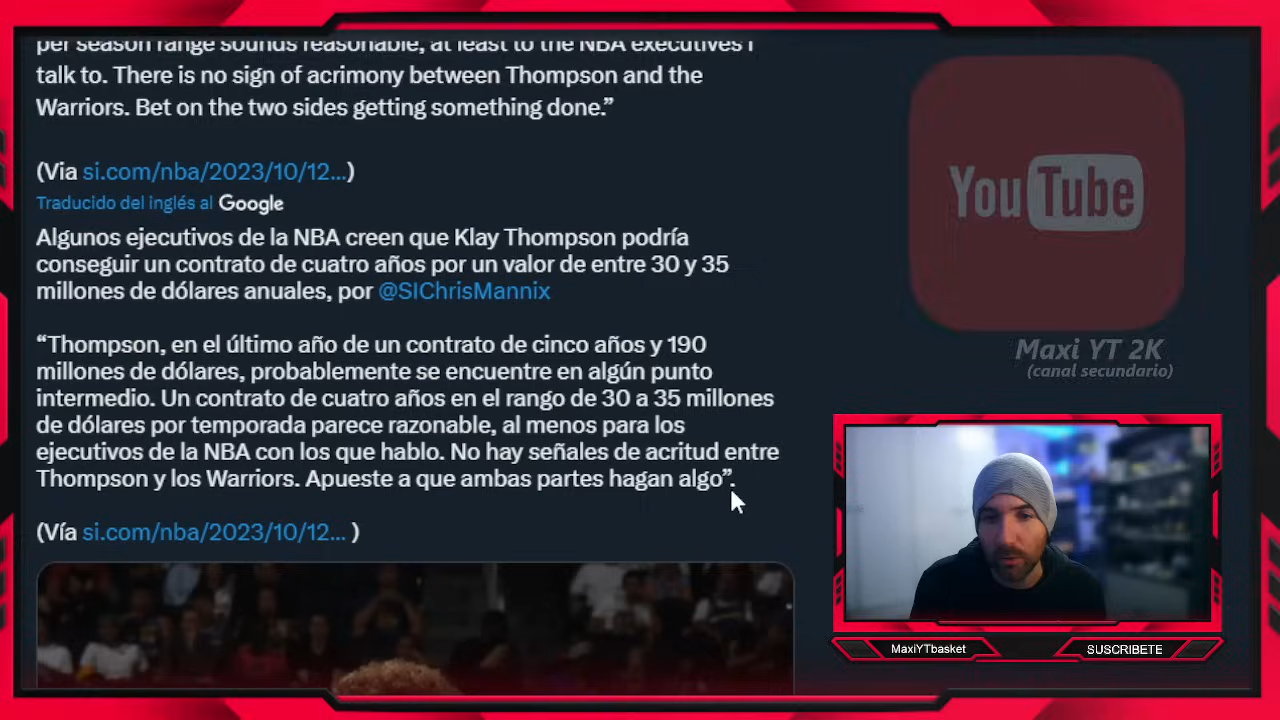 per season range sounds reasonable, at least to the NBA executives I
talk to. There is no sign of acrimony between Thompson and the
Warriors. Bet on the two sides getting something done.”
(Via si.com/nba/2023/10/12...)
Traducido del inglés al Google
Algunos ejecutivos de la NBA creen que Klay Thompson podría
conseguir un contrato de cuatro años por un valor de entre 30 y 35
millones de dólares anuales, por @SIChrisMannix
“Thompson, en el último año de un contrato de cinco años y 190
millones de dólares, probablemente se encuentre en algún punto
intermedio. Un contrato de cuatro años en el rango de 30 a 35 millones
de dólares por temporada parece razonable, al menos para los
ejecutivos de la NBA con los que hablo. No hay señales de acritud entre
Thompson y los Warriors. Apueste a que ambas partes hagan algo”.
(Vía si.com/nba/2023/10/12... )
YouTube
Maxi YT 2K
(canal secundario)
MaxiYTbasket
SUSCRIBETE